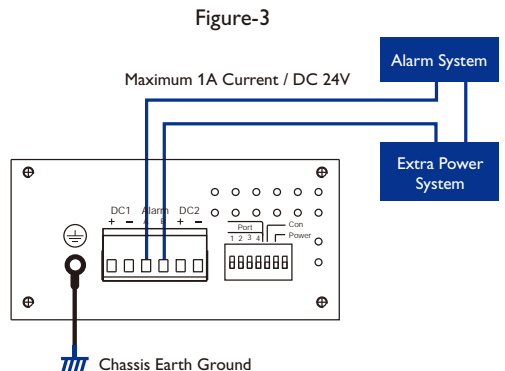 Figure-3
Alarm System
Maximum 1A Current / DC 24V
Extra Power
System
DC1 Alarm DC2
+ - A B + -
Port
1 2 3 4
Con
Power
Chassis Earth Ground